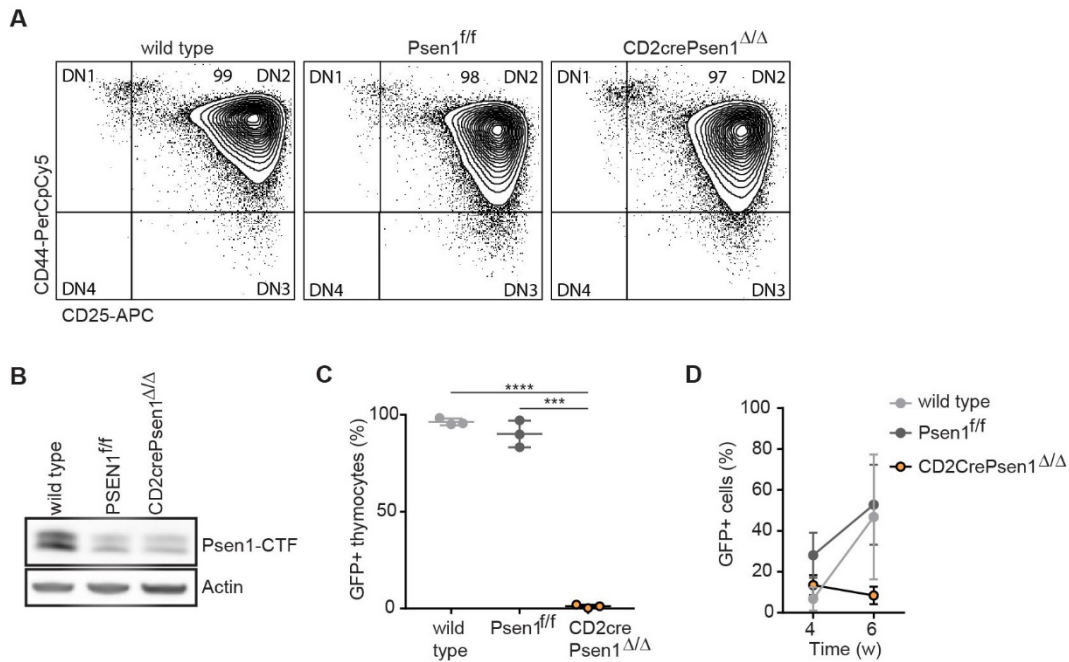 A
wild type
Psen1f/f
CD2crePsen1Δ/Δ
DN1 99 DN2
DN1 98 DN2
DN1 97 DN2
CD44-PerCpCy5
DN4 DN3
DN4 DN3
DN4 DN3
CD25-APC
B
wild type
PSEN1f/f
CD2crePsen1Δ/Δ
Psen1-CTF
Actin
C
****
***
GFP+ thymocytes (%)
100
50
0
wild
type
Psen1f/f
CD2cre
Psen1Δ/Δ
D
wild type
Psen1f/f
CD2CrePsen1Δ/Δ
GFP+ cells (%)
100
80
60
40
20
0
4 6
Time (w)